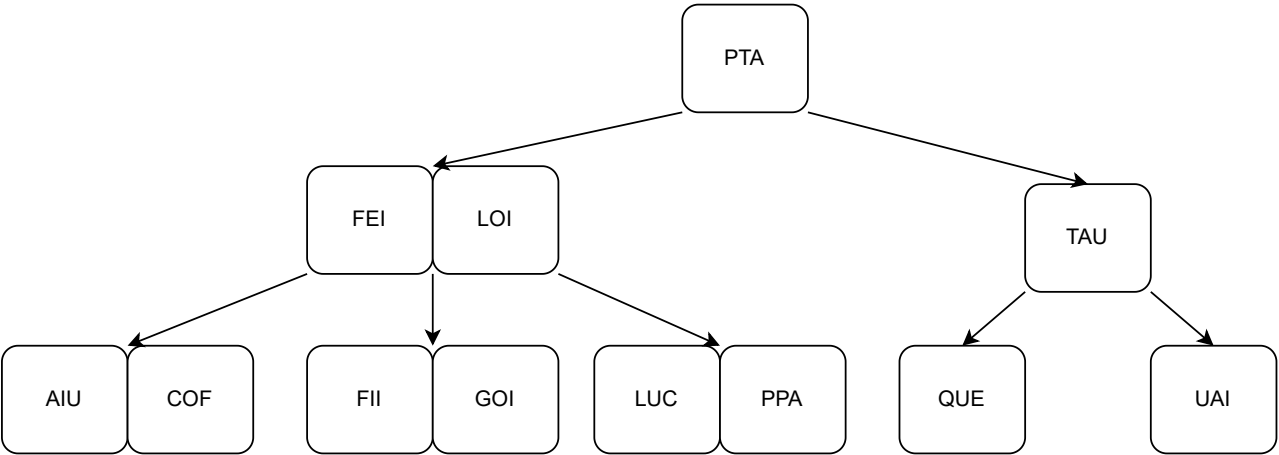 PTA
FEI LOI
TAU
AIU COF FII GOI LUC PPA QUE UAI